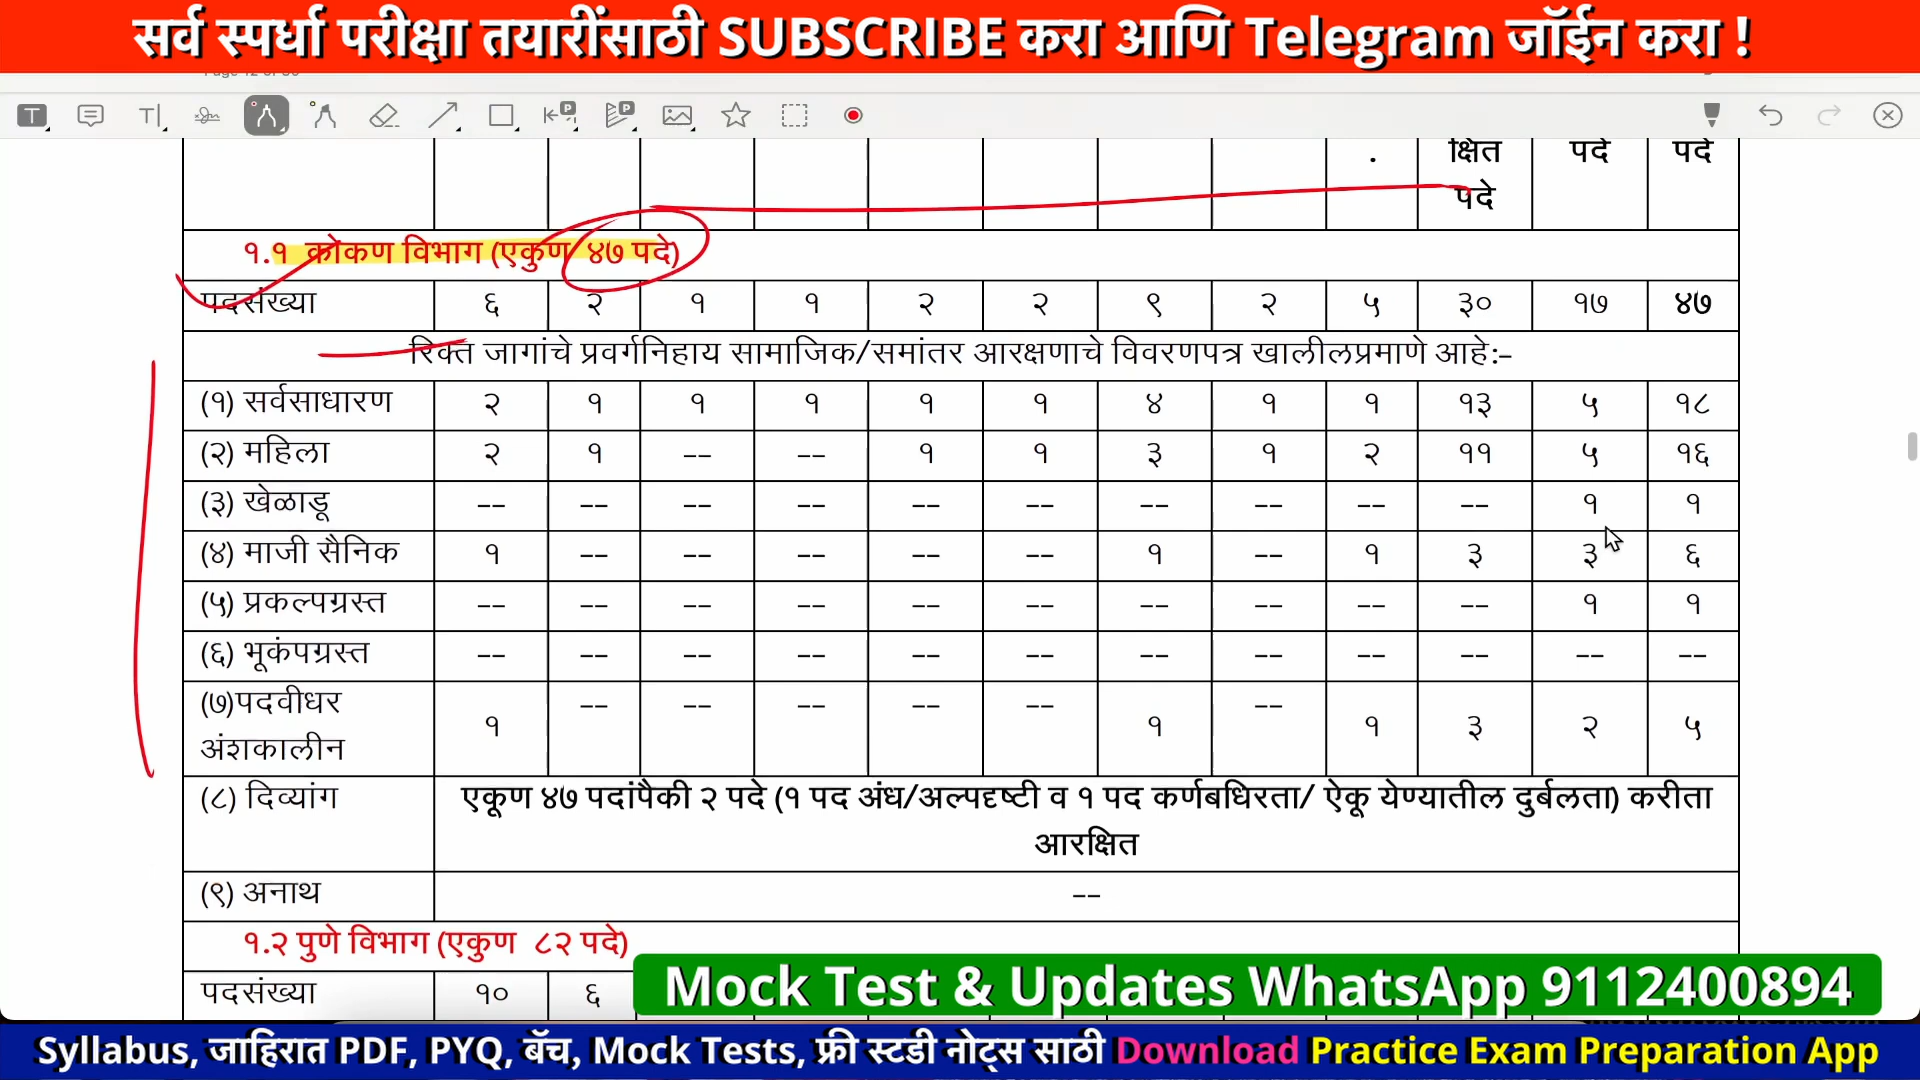 सर्व स्पर्धा परीक्षा तयारींसाठी SUBSCRIBE करा आणि Telegram जॉईन करा !
. क्षित पदे पदे
पदे
१.१ कोकण विभाग (एकुण ४७ पदे)
पदसंख्या ६ २ १ १ २ २ ९ २ ५ ३० १७ ४७
रिक्त जागांचे प्रवर्गनिहाय सामाजिक/समांतर आरक्षणाचे विवरणपत्र खालीलप्रमाणे आहे:-
(१) सर्वसाधारण २ १ १ १ १ १ ४ १ १ १३ ५ १८
(२) महिला २ १ -- -- १ १ ३ १ २ ११ ५ १६
(३) खेळाडू -- -- -- -- -- -- -- -- -- -- १ १
(४) माजी सैनिक १ -- -- -- -- -- १ -- १ ३ ३ ६
(५) प्रकल्पग्रस्त -- -- -- -- -- -- -- -- -- -- १ १
(६) भूकंपग्रस्त -- -- -- -- -- -- -- -- -- -- -- --
(७)पदवीधर
अंशकालीन १ -- -- -- -- -- १ -- १ ३ २ ५
(८) दिव्यांग एकूण ४७ पदांपैकी २ पदे (१ पद अंध/अल्पदृष्टी व १ पद कर्णबधिरता/ ऐकू येण्यातील दुर्बलता) करीता
आरक्षित
(९) अनाथ --
१.२ पुणे विभाग (एकुण ८२ पदे)
पदसंख्या १० ६
Mock Test & Updates WhatsApp 9112400894
Syllabus, जाहिरात PDF, PYQ, बॅच, Mock Tests, फ्री स्टडी नोट्स साठी Download Practice Exam Preparation App